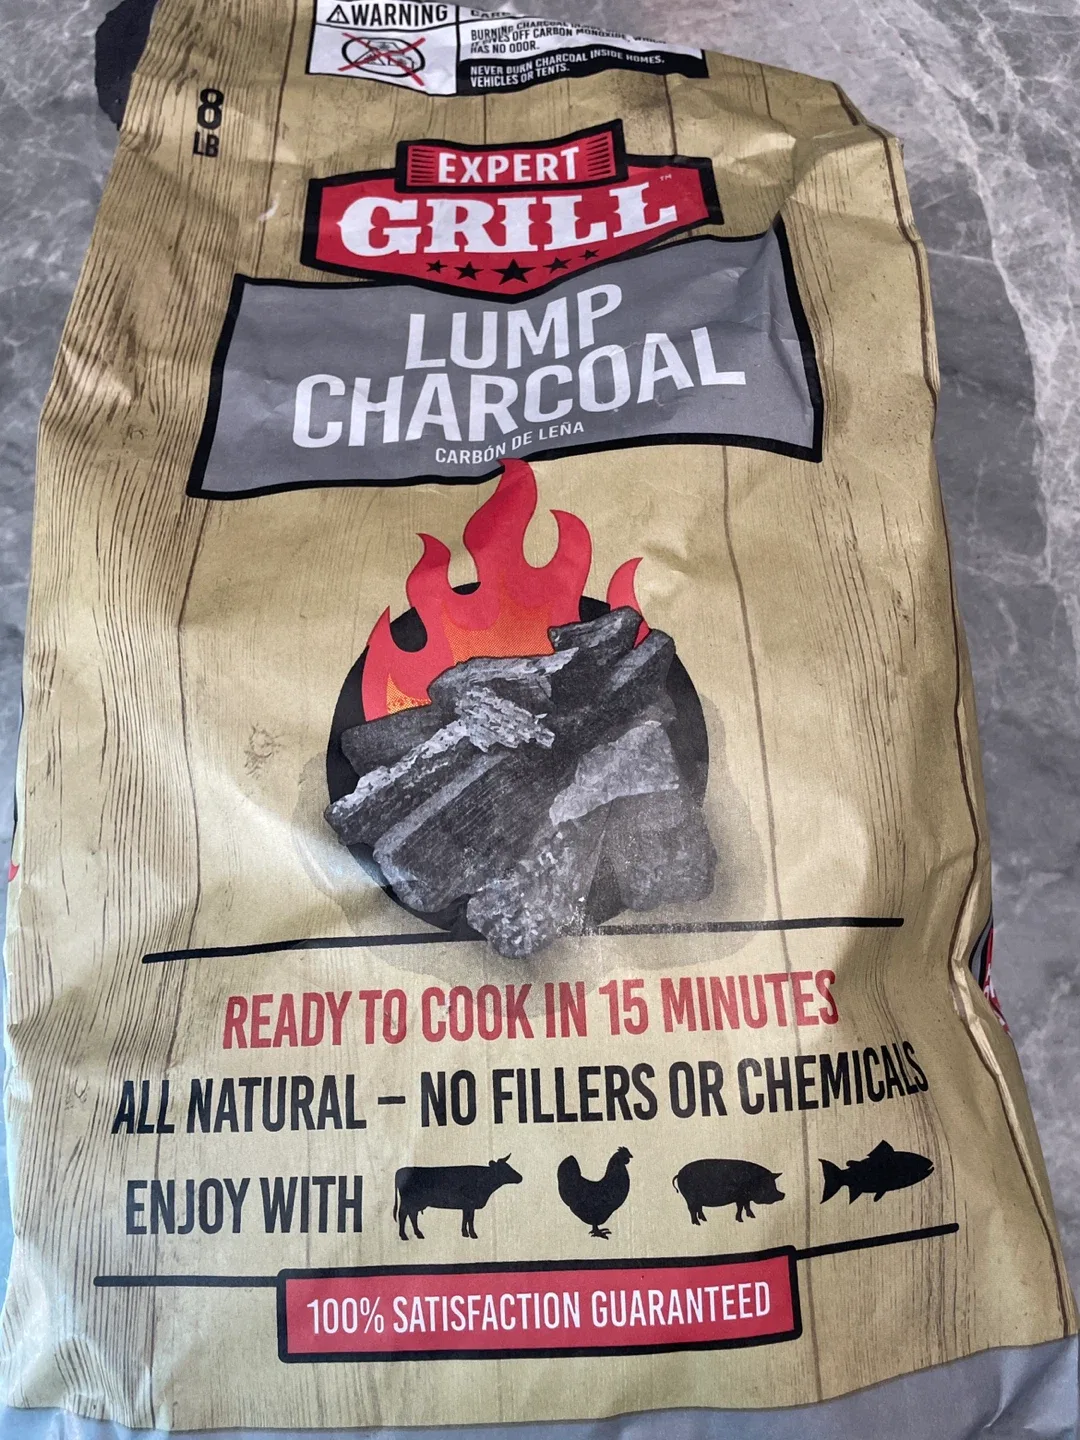 WARNING
BURNING CHARCOAL
GIVES OFF CARBON MONOXIDE, WHICH
HAS NO ODOR.
NEVER BURN CHARCOAL INSIDE HOMES,
VEHICLES OR TENTS.
8
LB
EXPERT
GRILL™
LUMP
CHARCOAL
CARBÓN DE LEÑA
READY TO COOK IN 15 MINUTES
ALL NATURAL – NO FILLERS OR CHEMICALS
ENJOY WITH
100% SATISFACTION GUARANTEED